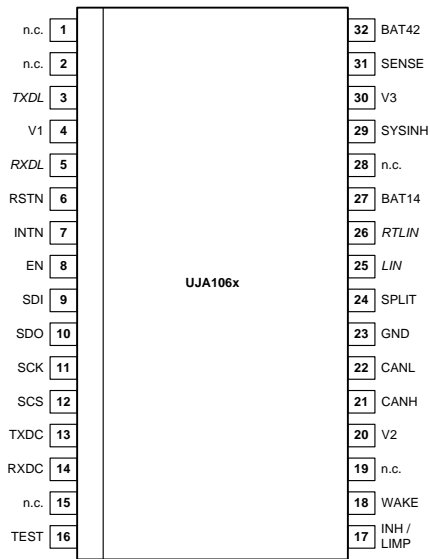 n.c. 1
n.c. 2
TXDL 3
V1 4
RXDL 5
RSTN 6
INTN 7
EN 8
SDI 9
SDO 10
SCK 11
SCS 12
TXDC 13
RXDC 14
n.c. 15
TEST 16
UJA106x
32 BAT42
31 SENSE
30 V3
29 SYSINH
28 n.c.
27 BAT14
26 RTLIN
25 LIN
24 SPLIT
23 GND
22 CANL
21 CANH
20 V2
19 n.c.
18 WAKE
17 INH /
LIMP